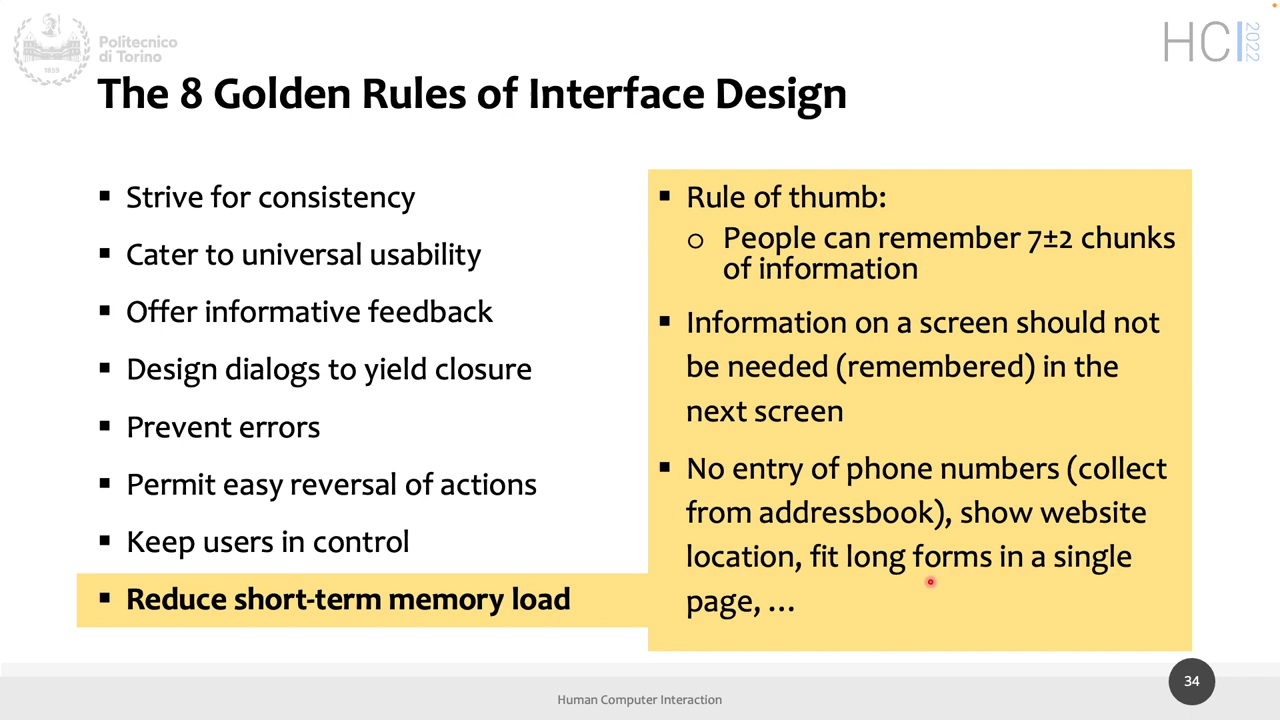 Politecnico
di Torino
1859
HCI 2022
The 8 Golden Rules of Interface Design
▪ Strive for consistency
▪ Cater to universal usability
▪ Offer informative feedback
▪ Design dialogs to yield closure
▪ Prevent errors
▪ Permit easy reversal of actions
▪ Keep users in control
▪ Reduce short-term memory load
▪ Rule of thumb:
o People can remember 7±2 chunks
of information
▪ Information on a screen should not
be needed (remembered) in the
next screen
▪ No entry of phone numbers (collect
from addressbook), show website
location, fit long forms in a single
page, ...
Human Computer Interaction
34